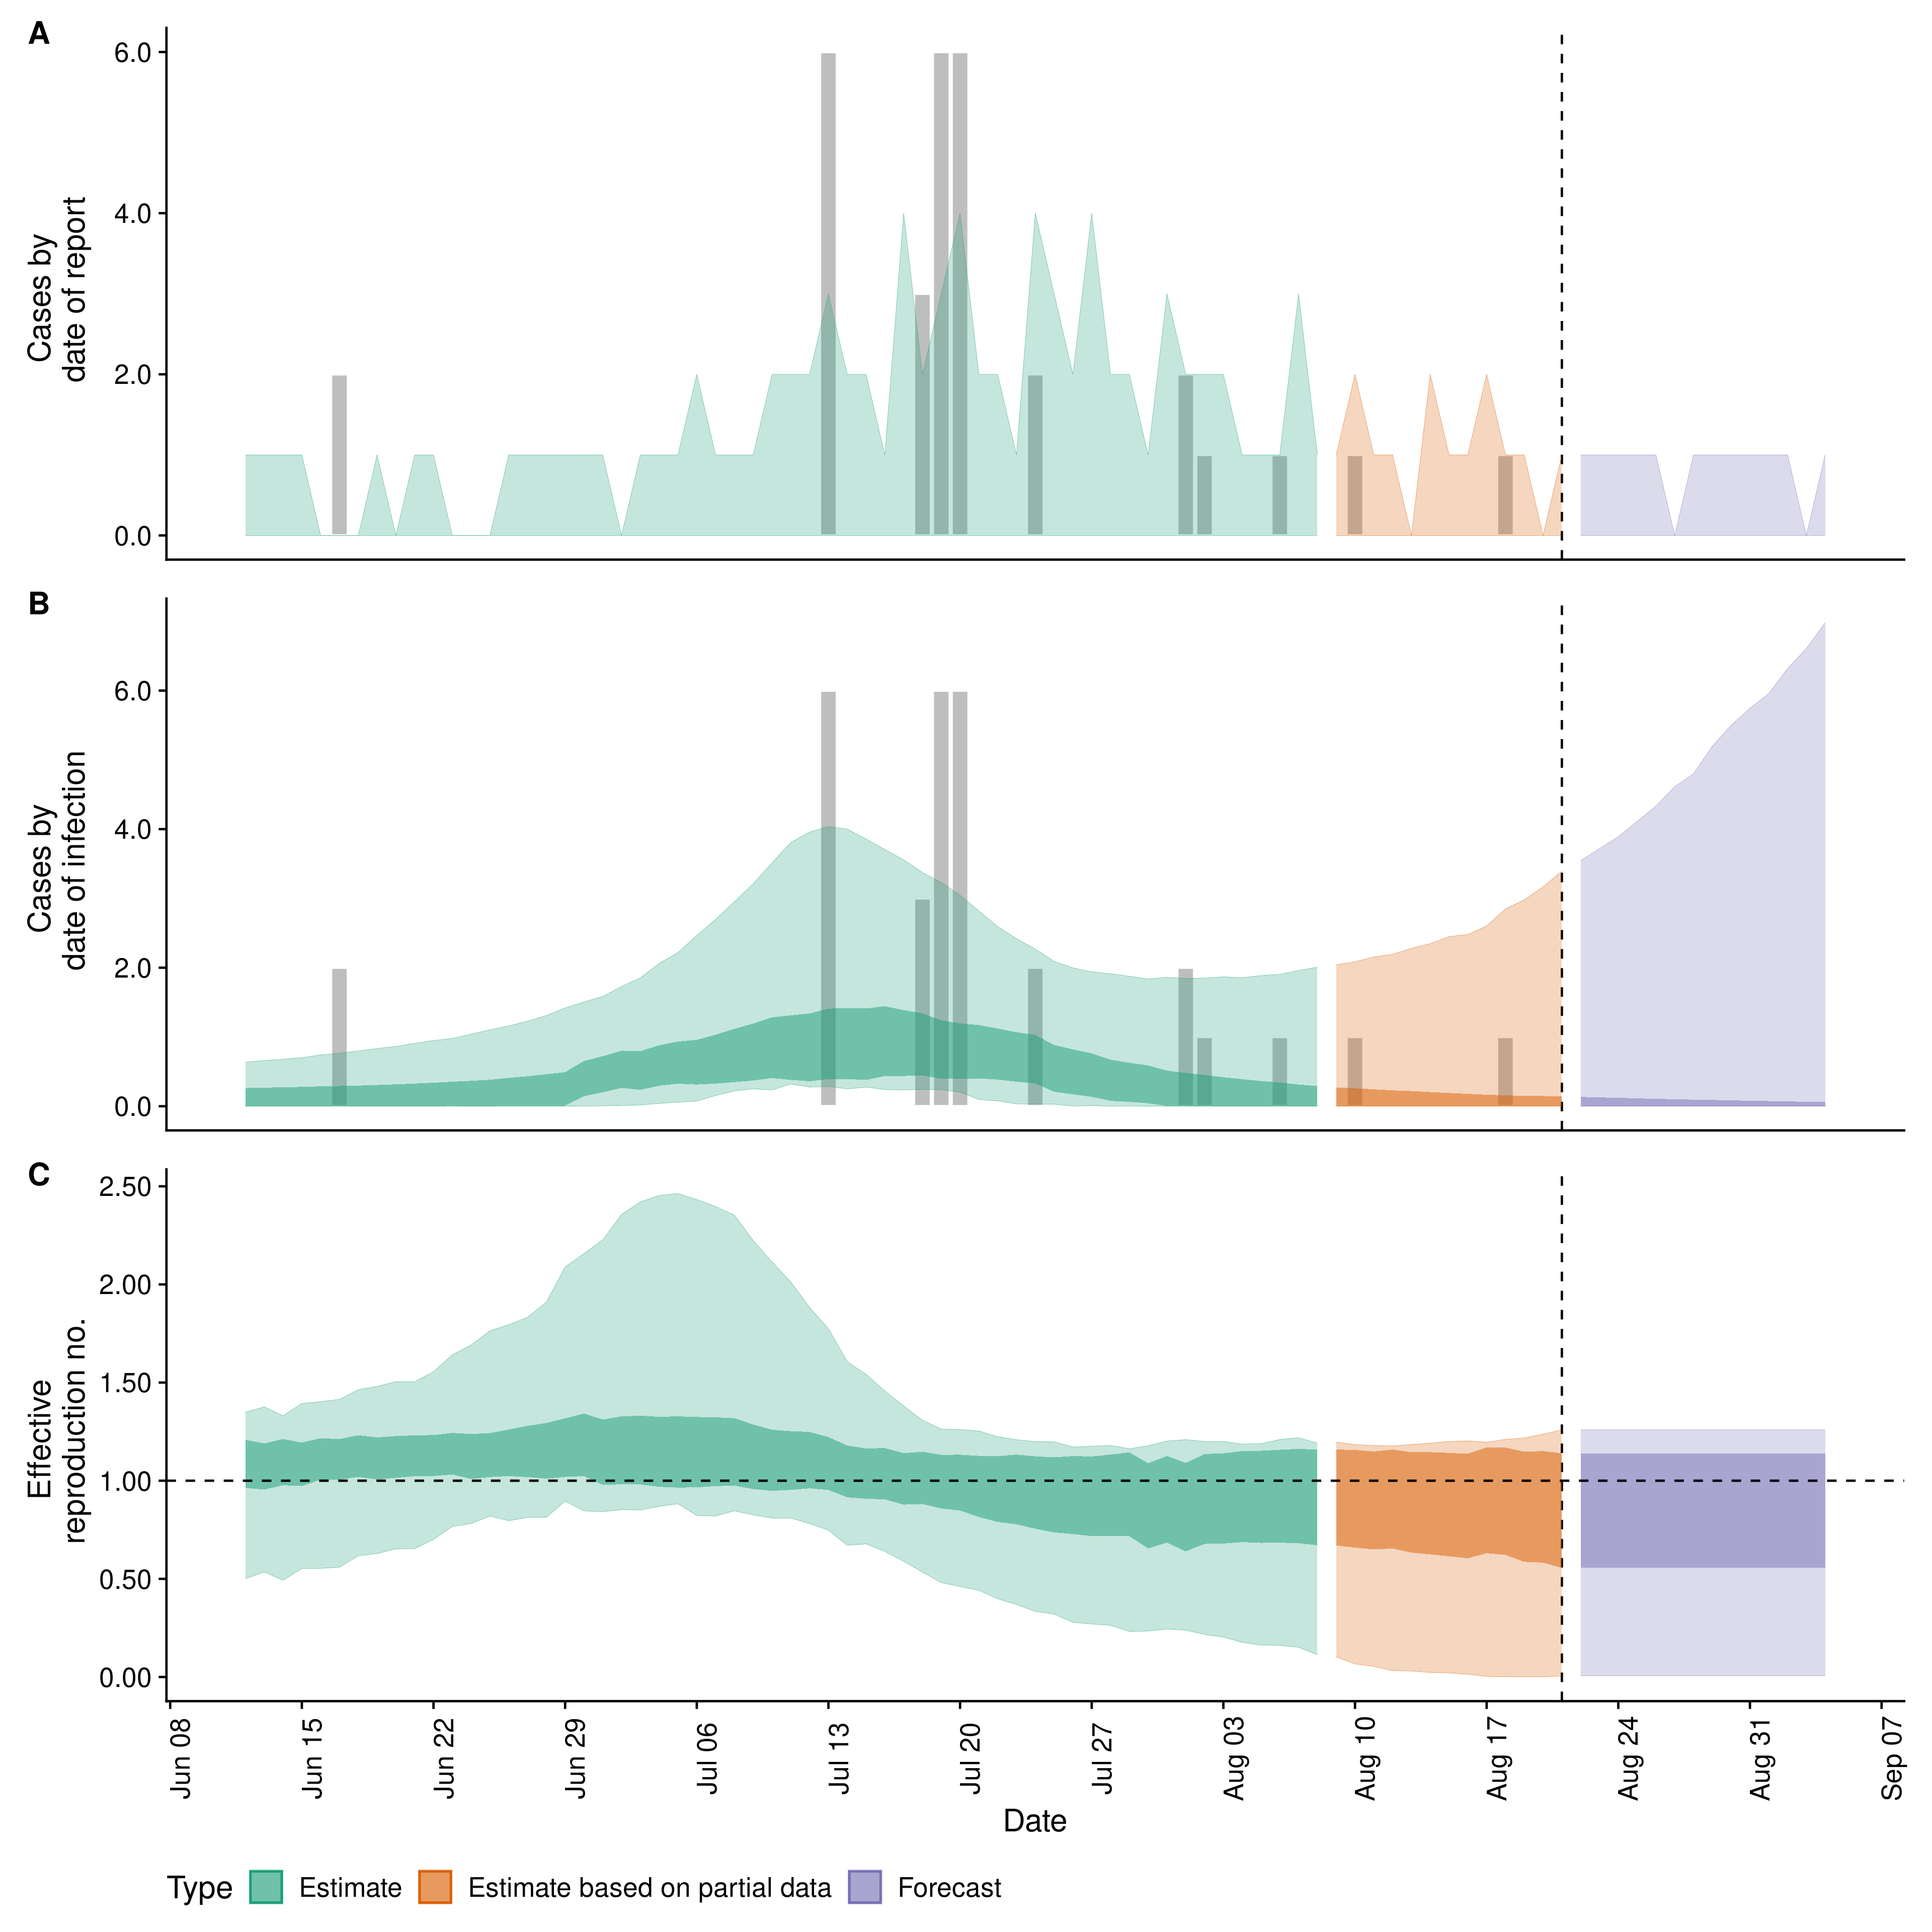 A
6.0
4.0
2.0
0.0
Cases by
date of report
B
6.0
4.0
2.0
0.0
Cases by
date of infection
C
2.50
2.00
1.50
1.00
0.50
0.00
Effective
reproduction no.
Jun 08
Jun 15
Jun 22
Jun 29
Jul 06
Jul 13
Jul 20
Jul 27
Aug 03
Aug 10
Aug 17
Aug 24
Aug 31
Sep 07
Date
Type Estimate Estimate based on partial data Forecast